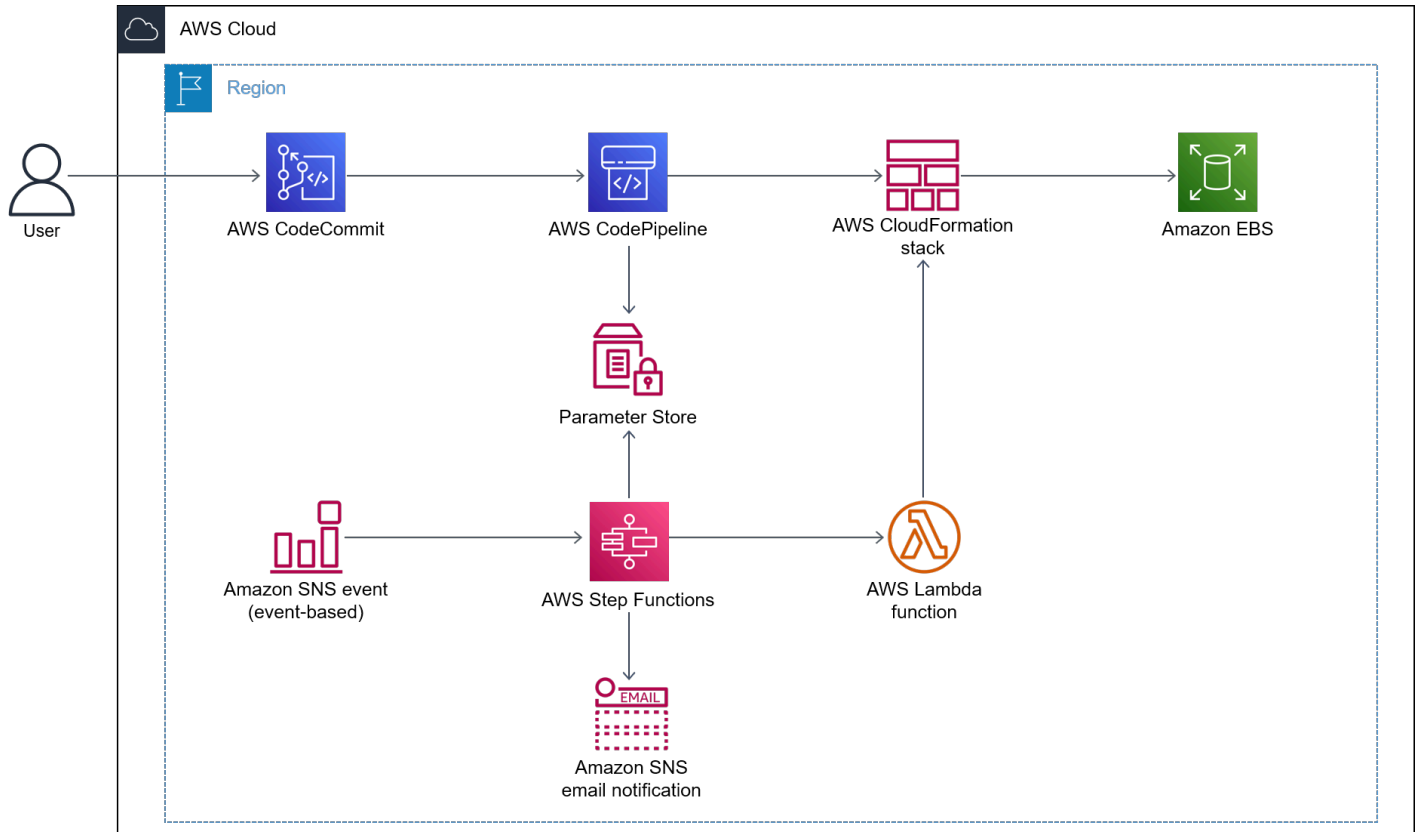 AWS Cloud
Region
User
AWS CodeCommit
AWS CodePipeline
AWS CloudFormation
stack
Amazon EBS
Parameter Store
Amazon SNS event
(event-based)
AWS Step Functions
AWS Lambda
function
EMAIL
Amazon SNS
email notification